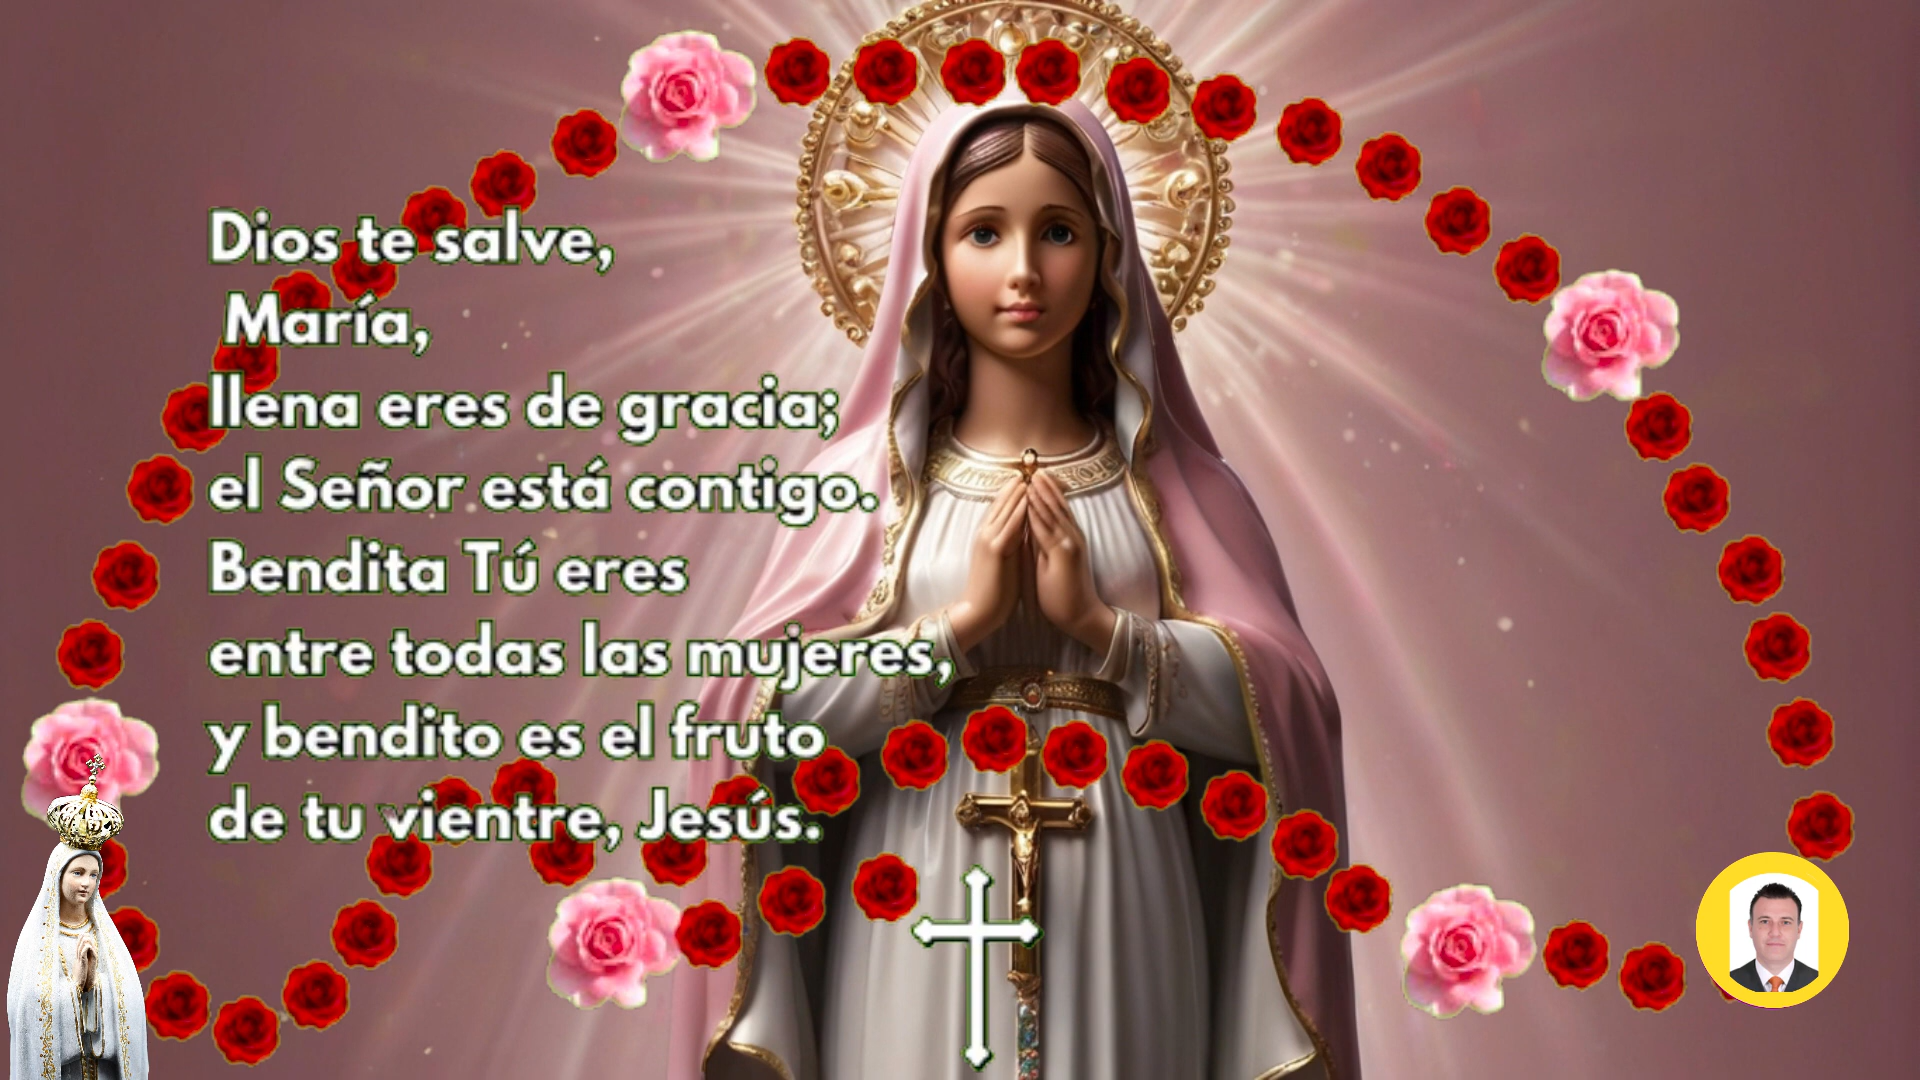 Dios te salve,
María,
llena eres de gracia;
el Señor está contigo.
Bendita Tú eres
entre todas las mujeres,
y bendito es el fruto
de tu vientre, Jesús.